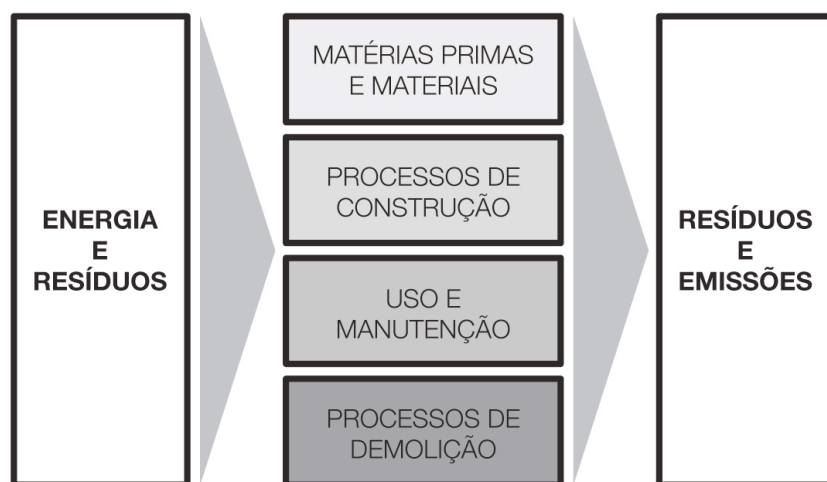 ENERGIA
E
RESÍDUOS
MATÉRIAS PRIMAS
E MATERIAIS
PROCESSOS DE
CONSTRUÇÃO
USO E
MANUTENÇÃO
PROCESSOS DE
DEMOLIÇÃO
RESÍDUOS
E
EMISSÕES